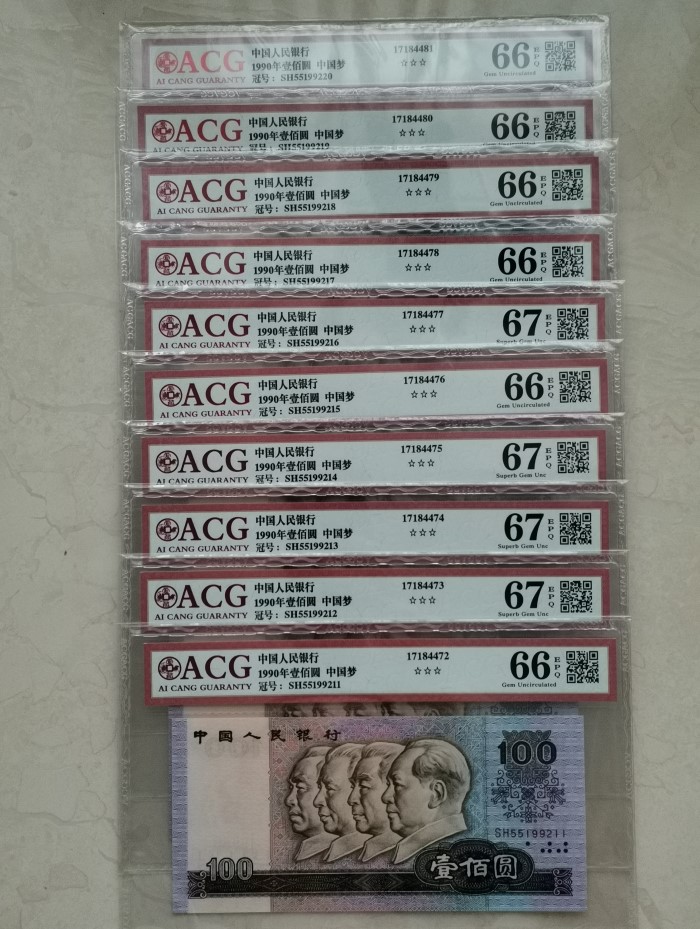 ACG
AI CANG GUARANTY
中国人民银行
1990年壹佰圆 中国梦
冠号: SH55199220
17184481
☆☆☆
66
EPQ
Gem Uncirculated
ACG
AI CANG GUARANTY
中国人民银行
1990年壹佰圆 中国梦
冠号: SH55199219
17184480
☆☆☆
66
EPQ
ACG
AI CANG GUARANTY
中国人民银行
1990年壹佰圆 中国梦
冠号: SH55199218
17184479
☆☆☆
66
EPQ
Gem Uncirculated
ACG
AI CANG GUARANTY
中国人民银行
1990年壹佰圆 中国梦
冠号: SH55199217
17184478
☆☆☆
66
EPQ
Gem Uncirculated
ACG
AI CANG GUARANTY
中国人民银行
1990年壹佰圆 中国梦
冠号: SH55199216
17184477
☆☆☆
67
EPQ
Superb Gem Unc
ACG
AI CANG GUARANTY
中国人民银行
1990年壹佰圆 中国梦
冠号: SH55199215
17184476
☆☆☆
66
EPQ
Gem Uncirculated
ACG
AI CANG GUARANTY
中国人民银行
1990年壹佰圆 中国梦
冠号: SH55199214
17184475
☆☆☆
67
EPQ
Superb Gem Unc
ACG
AI CANG GUARANTY
中国人民银行
1990年壹佰圆 中国梦
冠号: SH55199213
17184474
☆☆☆
67
EPQ
Superb Gem Unc
ACG
AI CANG GUARANTY
中国人民银行
1990年壹佰圆 中国梦
冠号: SH55199212
17184473
☆☆☆
67
EPQ
Superb Gem Unc
ACG
AI CANG GUARANTY
中国人民银行
1990年壹佰圆 中国梦
冠号: SH55199211
17184472
☆☆☆
66
EPQ
Gem Uncirculated
中国人民银行
100
SH55199211
100
壹佰圆